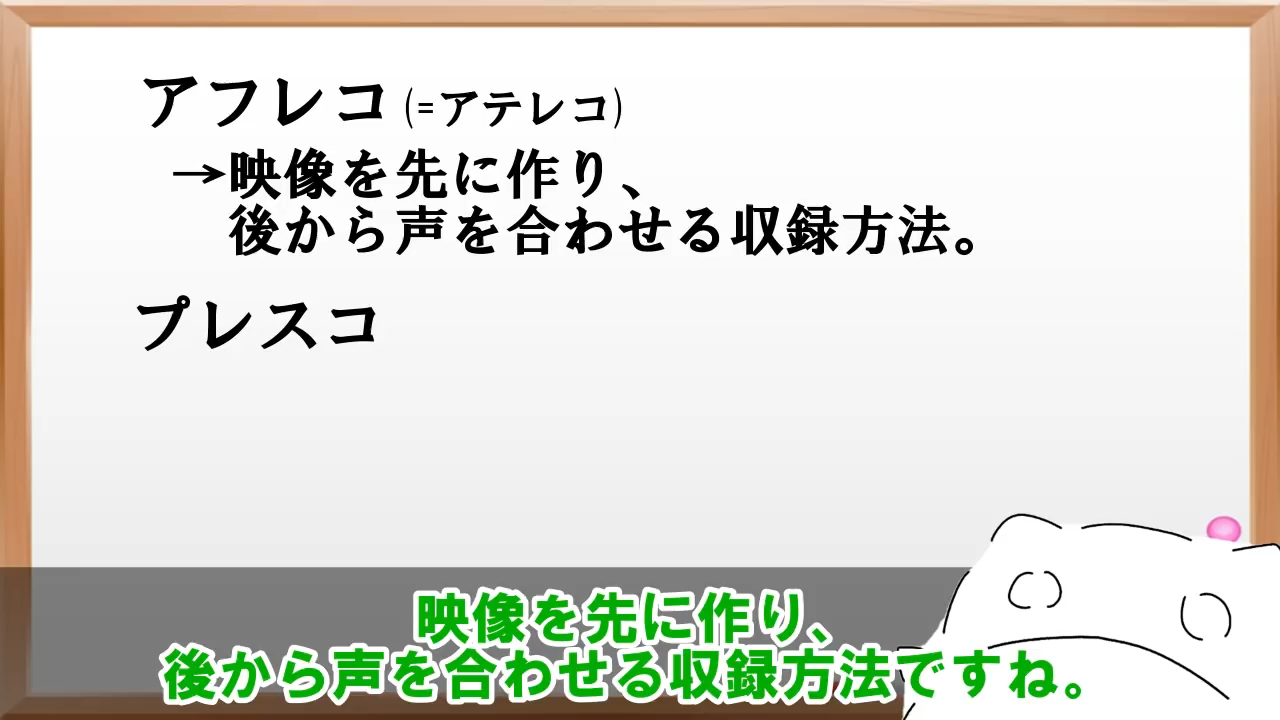 アフレコ(=アテレコ)
→映像を先に作り、
後から声を合わせる収録方法。
プレスコ
映像を先に作り、
後から声を合わせる収録方法ですね。